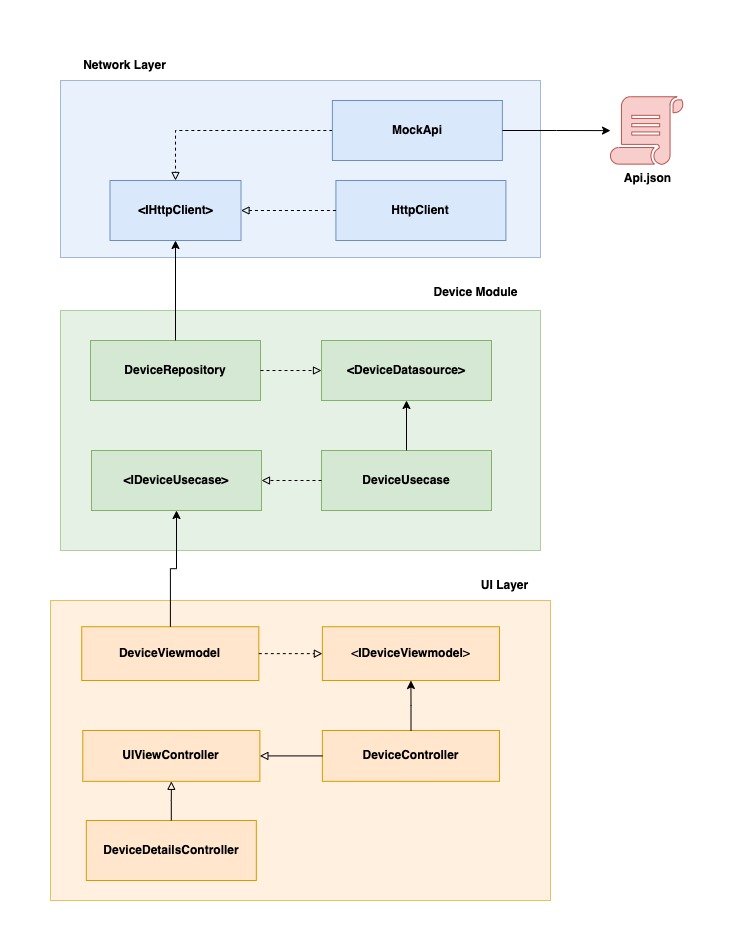 Network Layer
MockApi
Api.json
<IHttpClient>
HttpClient
Device Module
DeviceRepository
<DeviceDatasource>
<IDeviceUsecase>
DeviceUsecase
UI Layer
DeviceViewmodel
<IDeviceViewmodel>
UIViewController
DeviceController
DeviceDetailsController